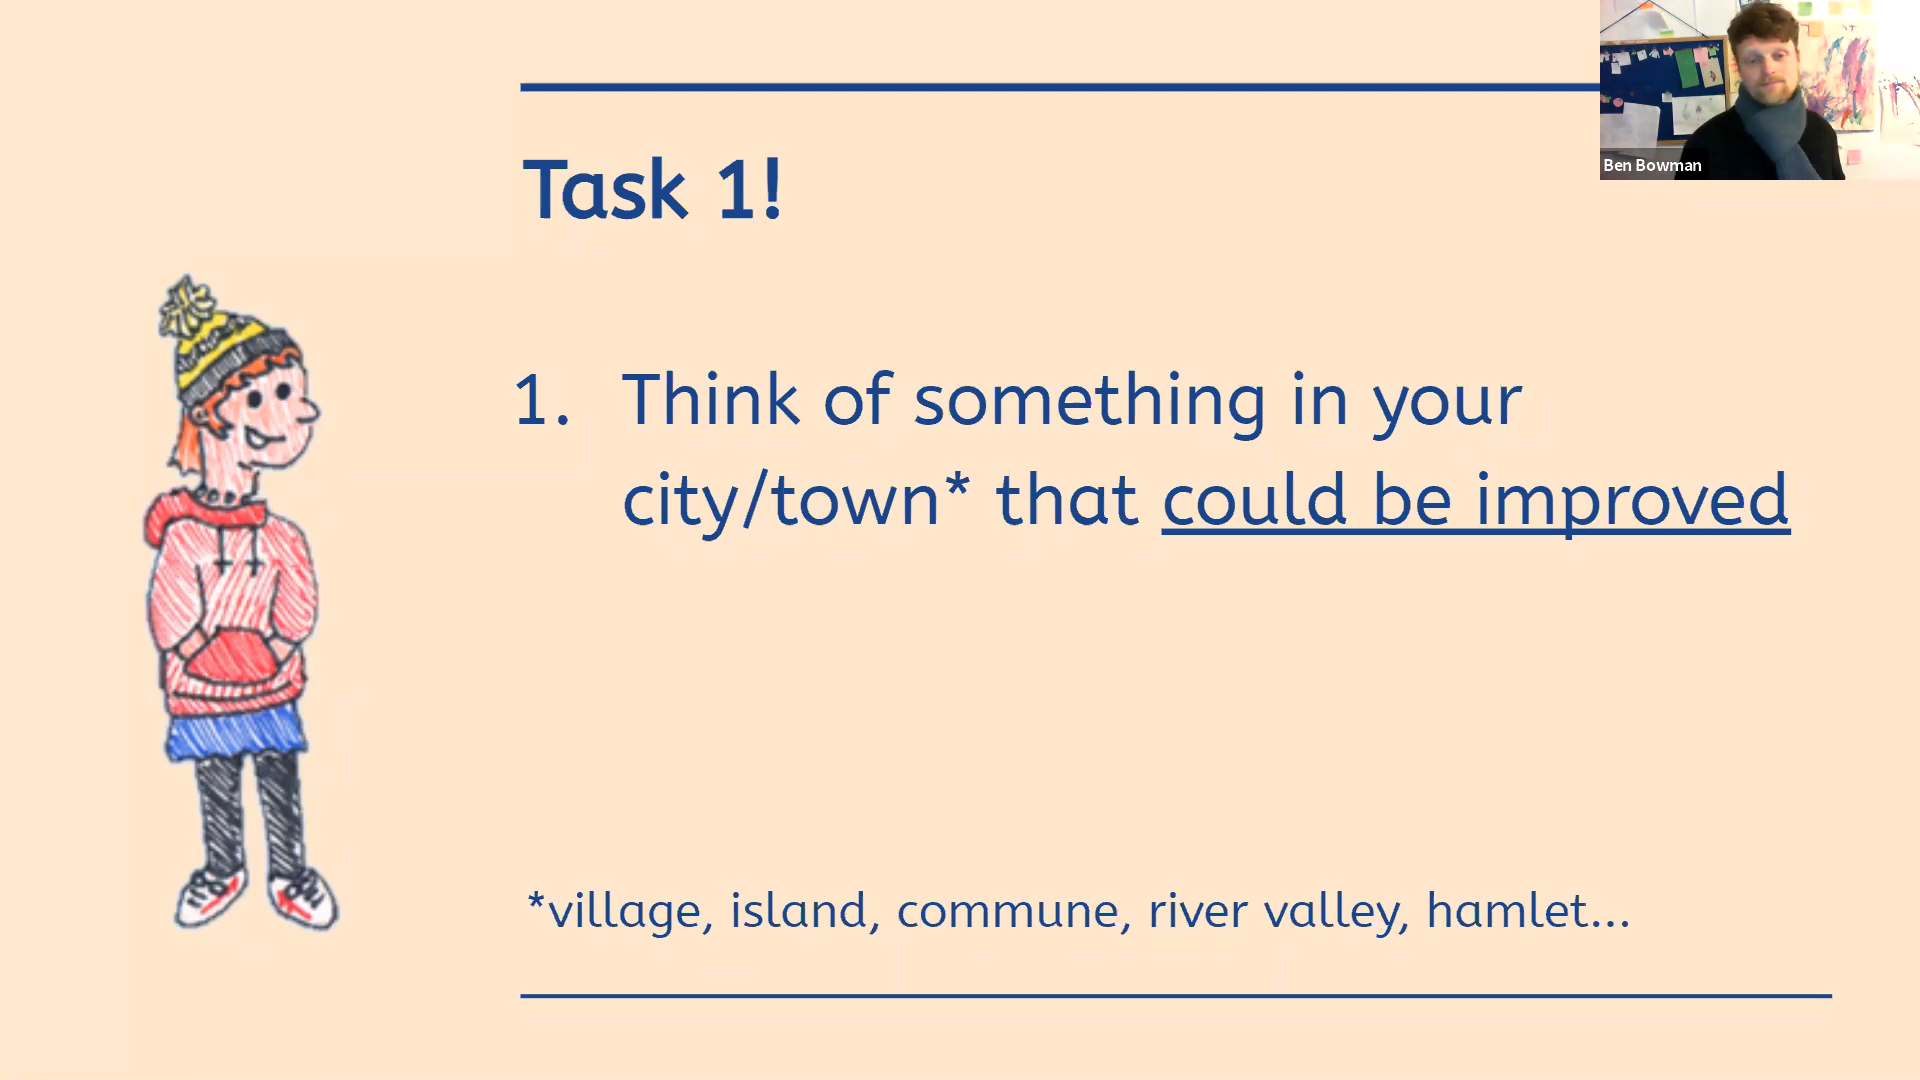 Task 1!
1. Think of something in your
city/town* that could be improved
*village, island, commune, river valley, hamlet...
Ben Bowman